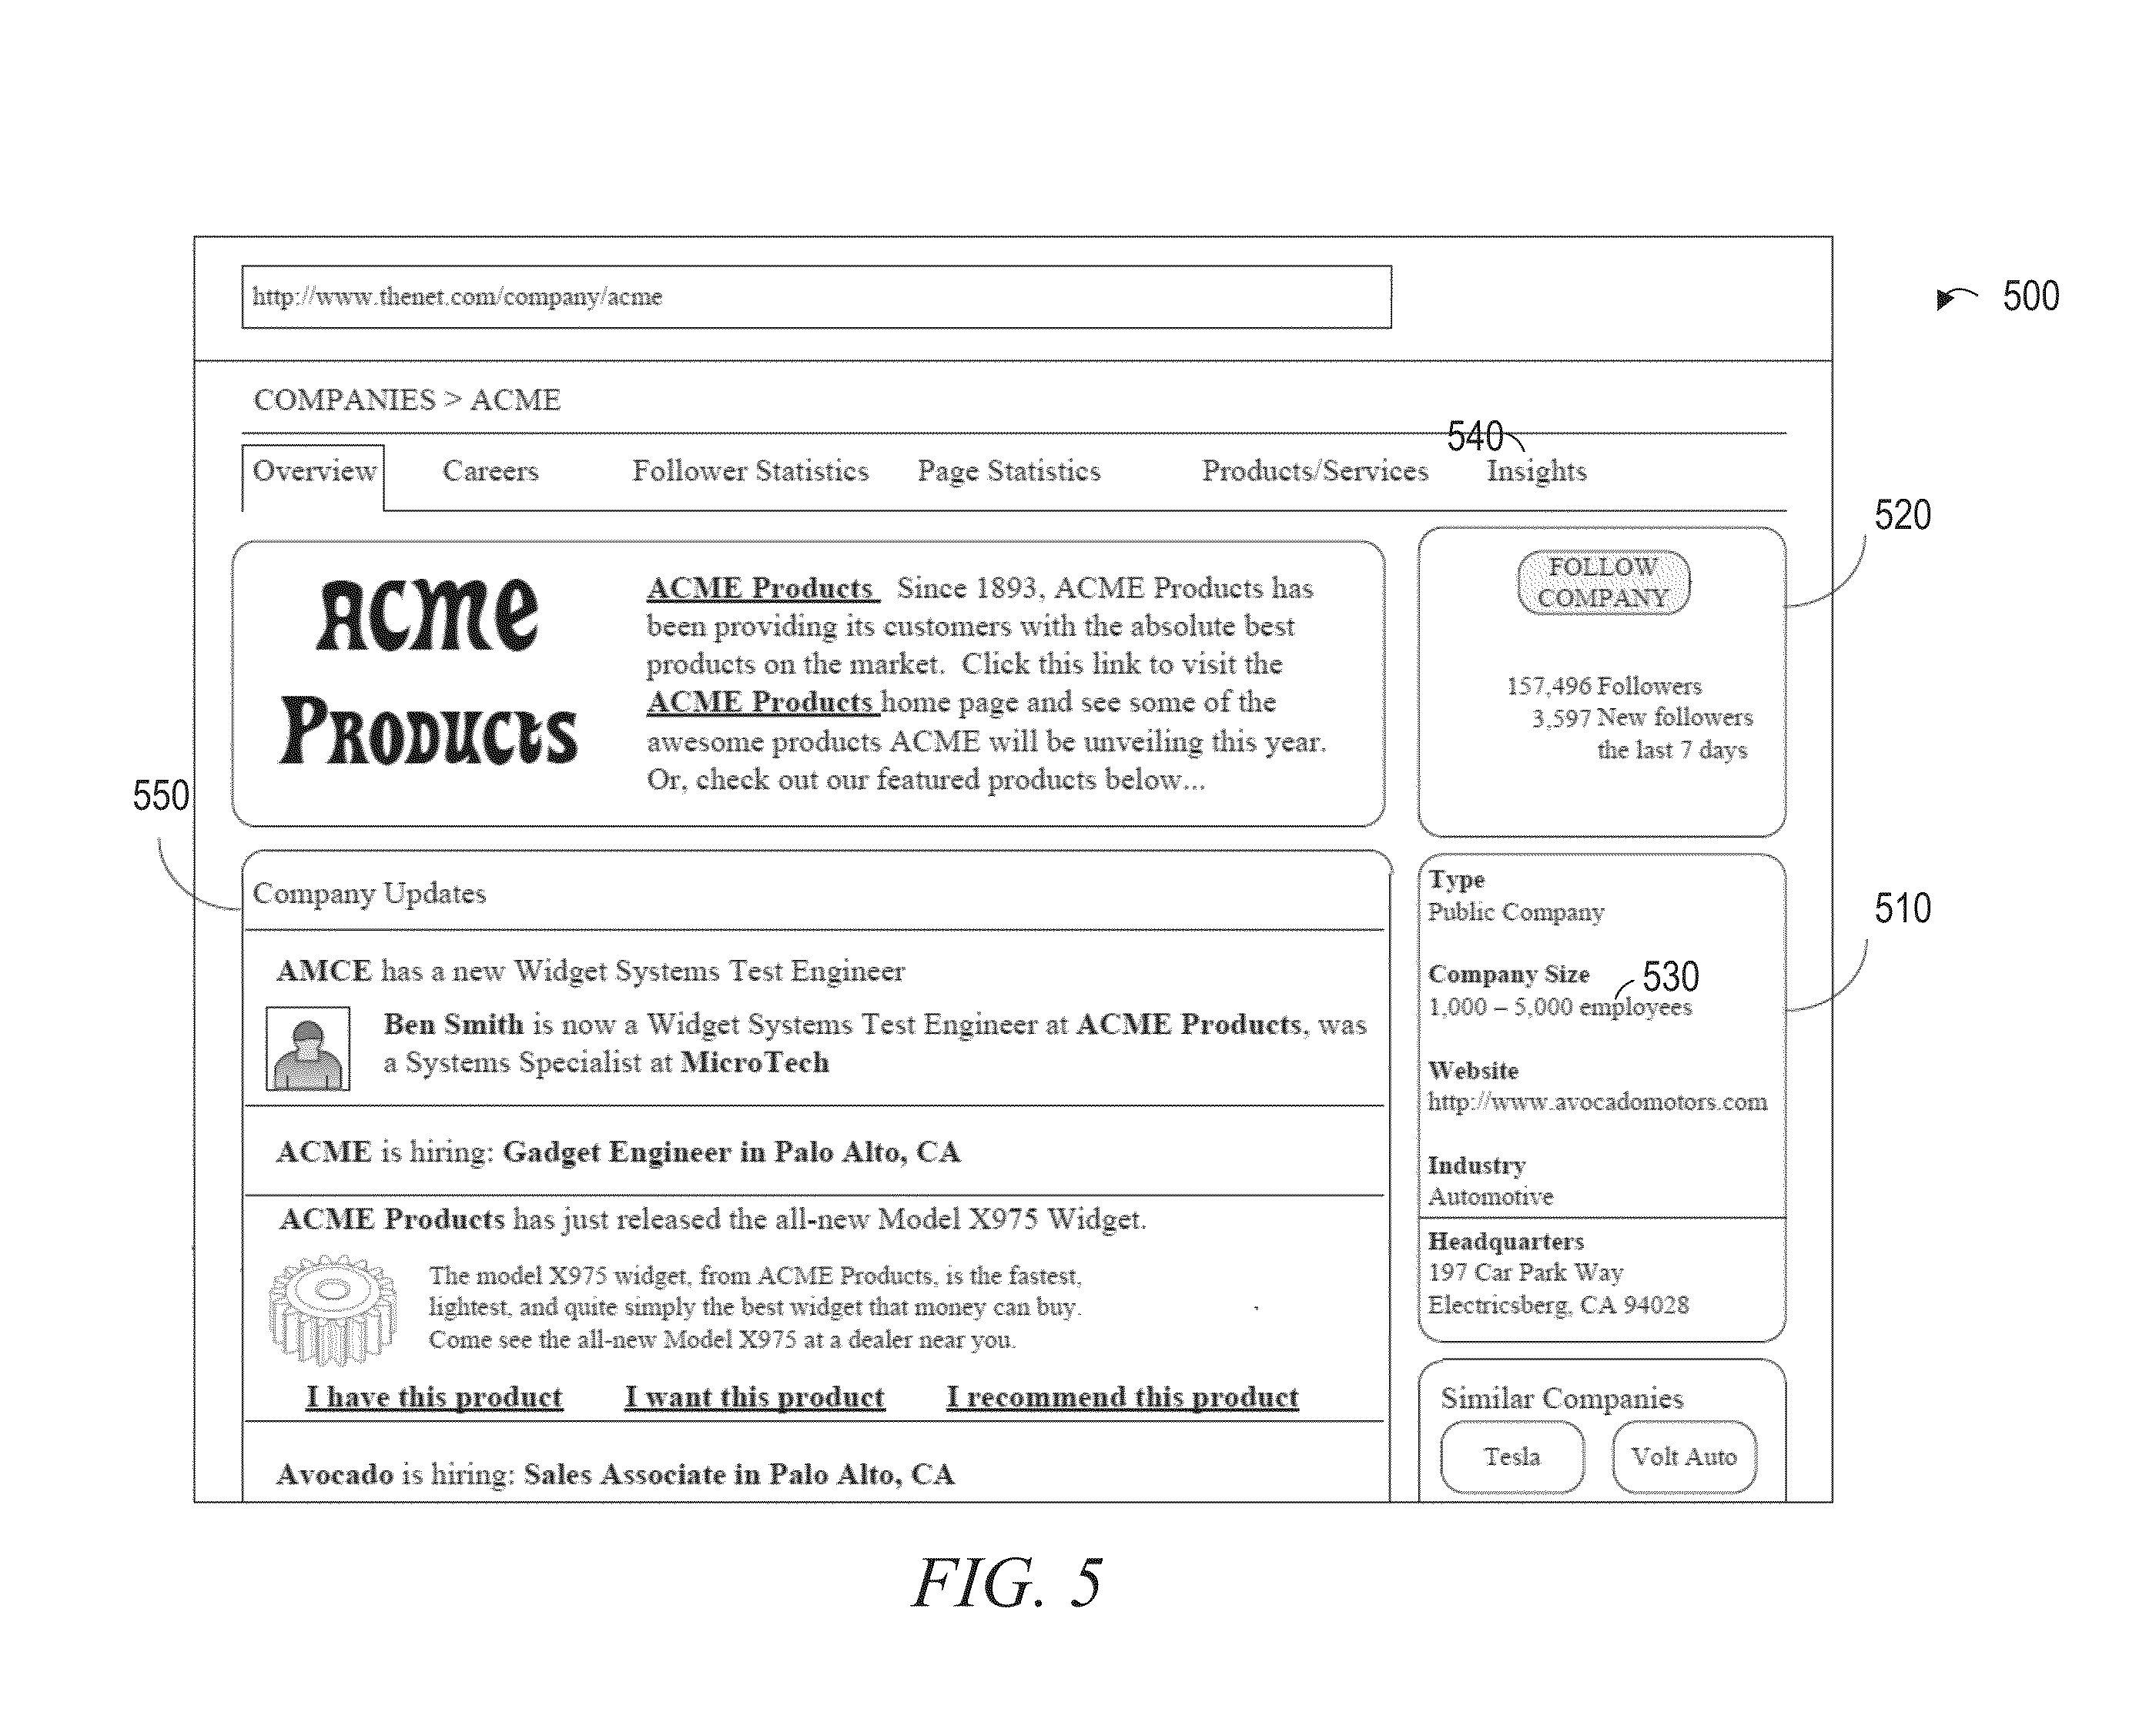 http://www.thenet.com/company/acme
500
COMPANIES > ACME
540
Overview Careers Follower Statistics Page Statistics Products/Services Insights
520
Acme
Products
ACME Products Since 1893, ACME Products has
been providing its customers with the absolute best
products on the market. Click this link to visit the
ACME Products home page and see some of the
awesome products ACME will be unveiling this year.
Or, check out our featured products below...
FOLLOW
COMPANY
157,496 Followers
3,597 New followers
the last 7 days
550
Company Updates
AMCE has a new Widget Systems Test Engineer
Ben Smith is now a Widget Systems Test Engineer at ACME Products, was
a Systems Specialist at MicroTech
ACME is hiring: Gadget Engineer in Palo Alto, CA
ACME Products has just released the all-new Model X975 Widget.
The model X975 widget, from ACME Products, is the fastest,
lightest, and quite simply the best widget that money can buy.
Come see the all-new Model X975 at a dealer near you.
I have this product I want this product I recommend this product
Avocado is hiring: Sales Associate in Palo Alto, CA
Type
Public Company
510
Company Size
530
1,000 – 5,000 employees
Website
http://www.avocadomotors.com
Industry
Automotive
Headquarters
197 Car Park Way
Electricsberg, CA 94028
Similar Companies
Tesla Volt Auto
FIG. 5